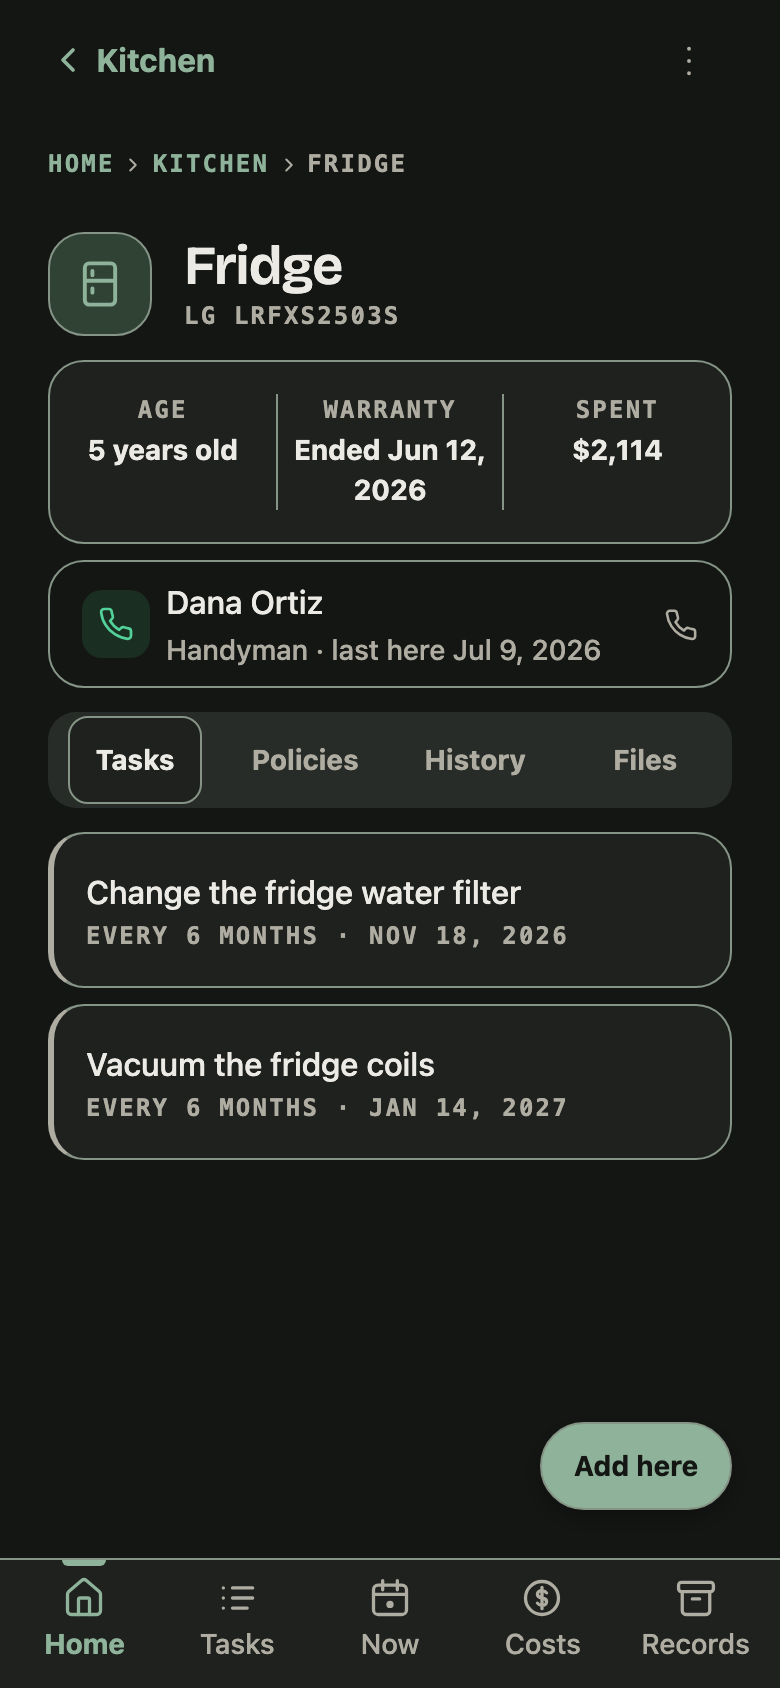 Kitchen
HOME › KITCHEN › FRIDGE
Fridge
LG LRFXS2503S
AGE
5 years old
WARRANTY
Ended Jun 12,
2026
SPENT
$2,114
Dana Ortiz
Handyman · last here Jul 9, 2026
Tasks Policies History Files
Change the fridge water filter
EVERY 6 MONTHS · NOV 18, 2026
Vacuum the fridge coils
EVERY 6 MONTHS · JAN 14, 2027
Add here
Home Tasks Now Costs Records